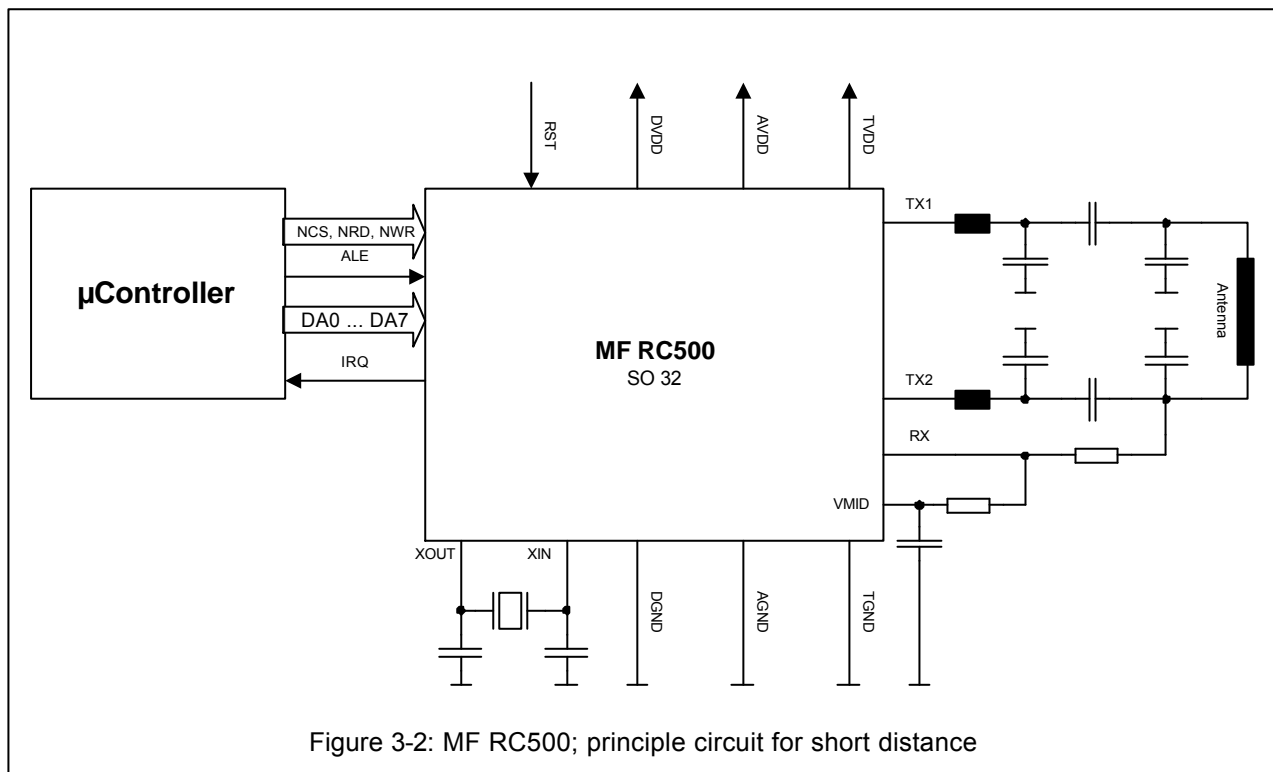 RST
DVDD
AVDD
TVDD
µController
NCS, NRD, NWR
ALE
DA0 ... DA7
IRQ
MF RC500
SO 32
TX1
TX2
RX
VMID
Antenna
XOUT
XIN
DGND
AGND
TGND
Figure 3-2: MF RC500; principle circuit for short distance